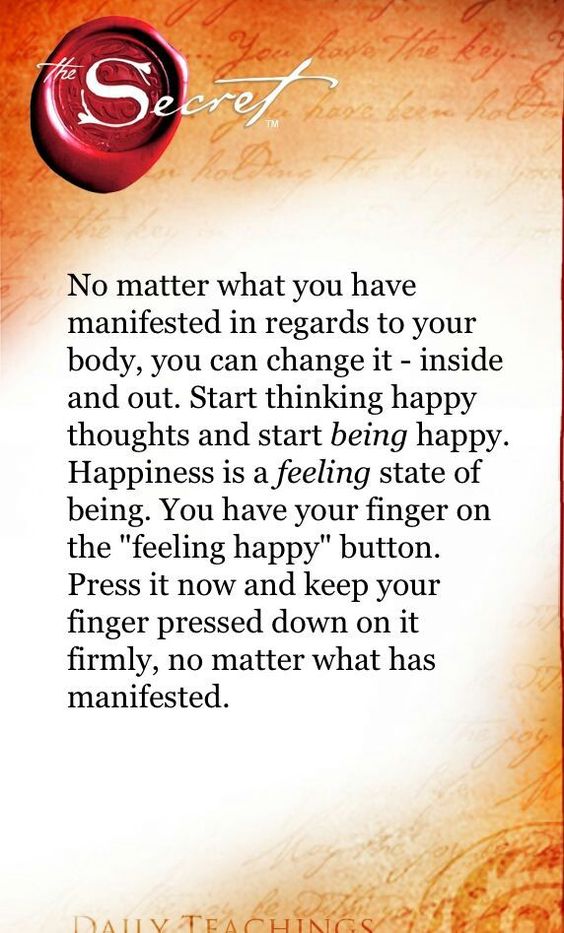 the Secret TM
No matter what you have
manifested in regards to your
body, you can change it - inside
and out. Start thinking happy
thoughts and start being happy.
Happiness is a feeling state of
being. You have your finger on
the "feeling happy" button.
Press it now and keep your
finger pressed down on it
firmly, no matter what has
manifested.
DAILY TEACHINGS